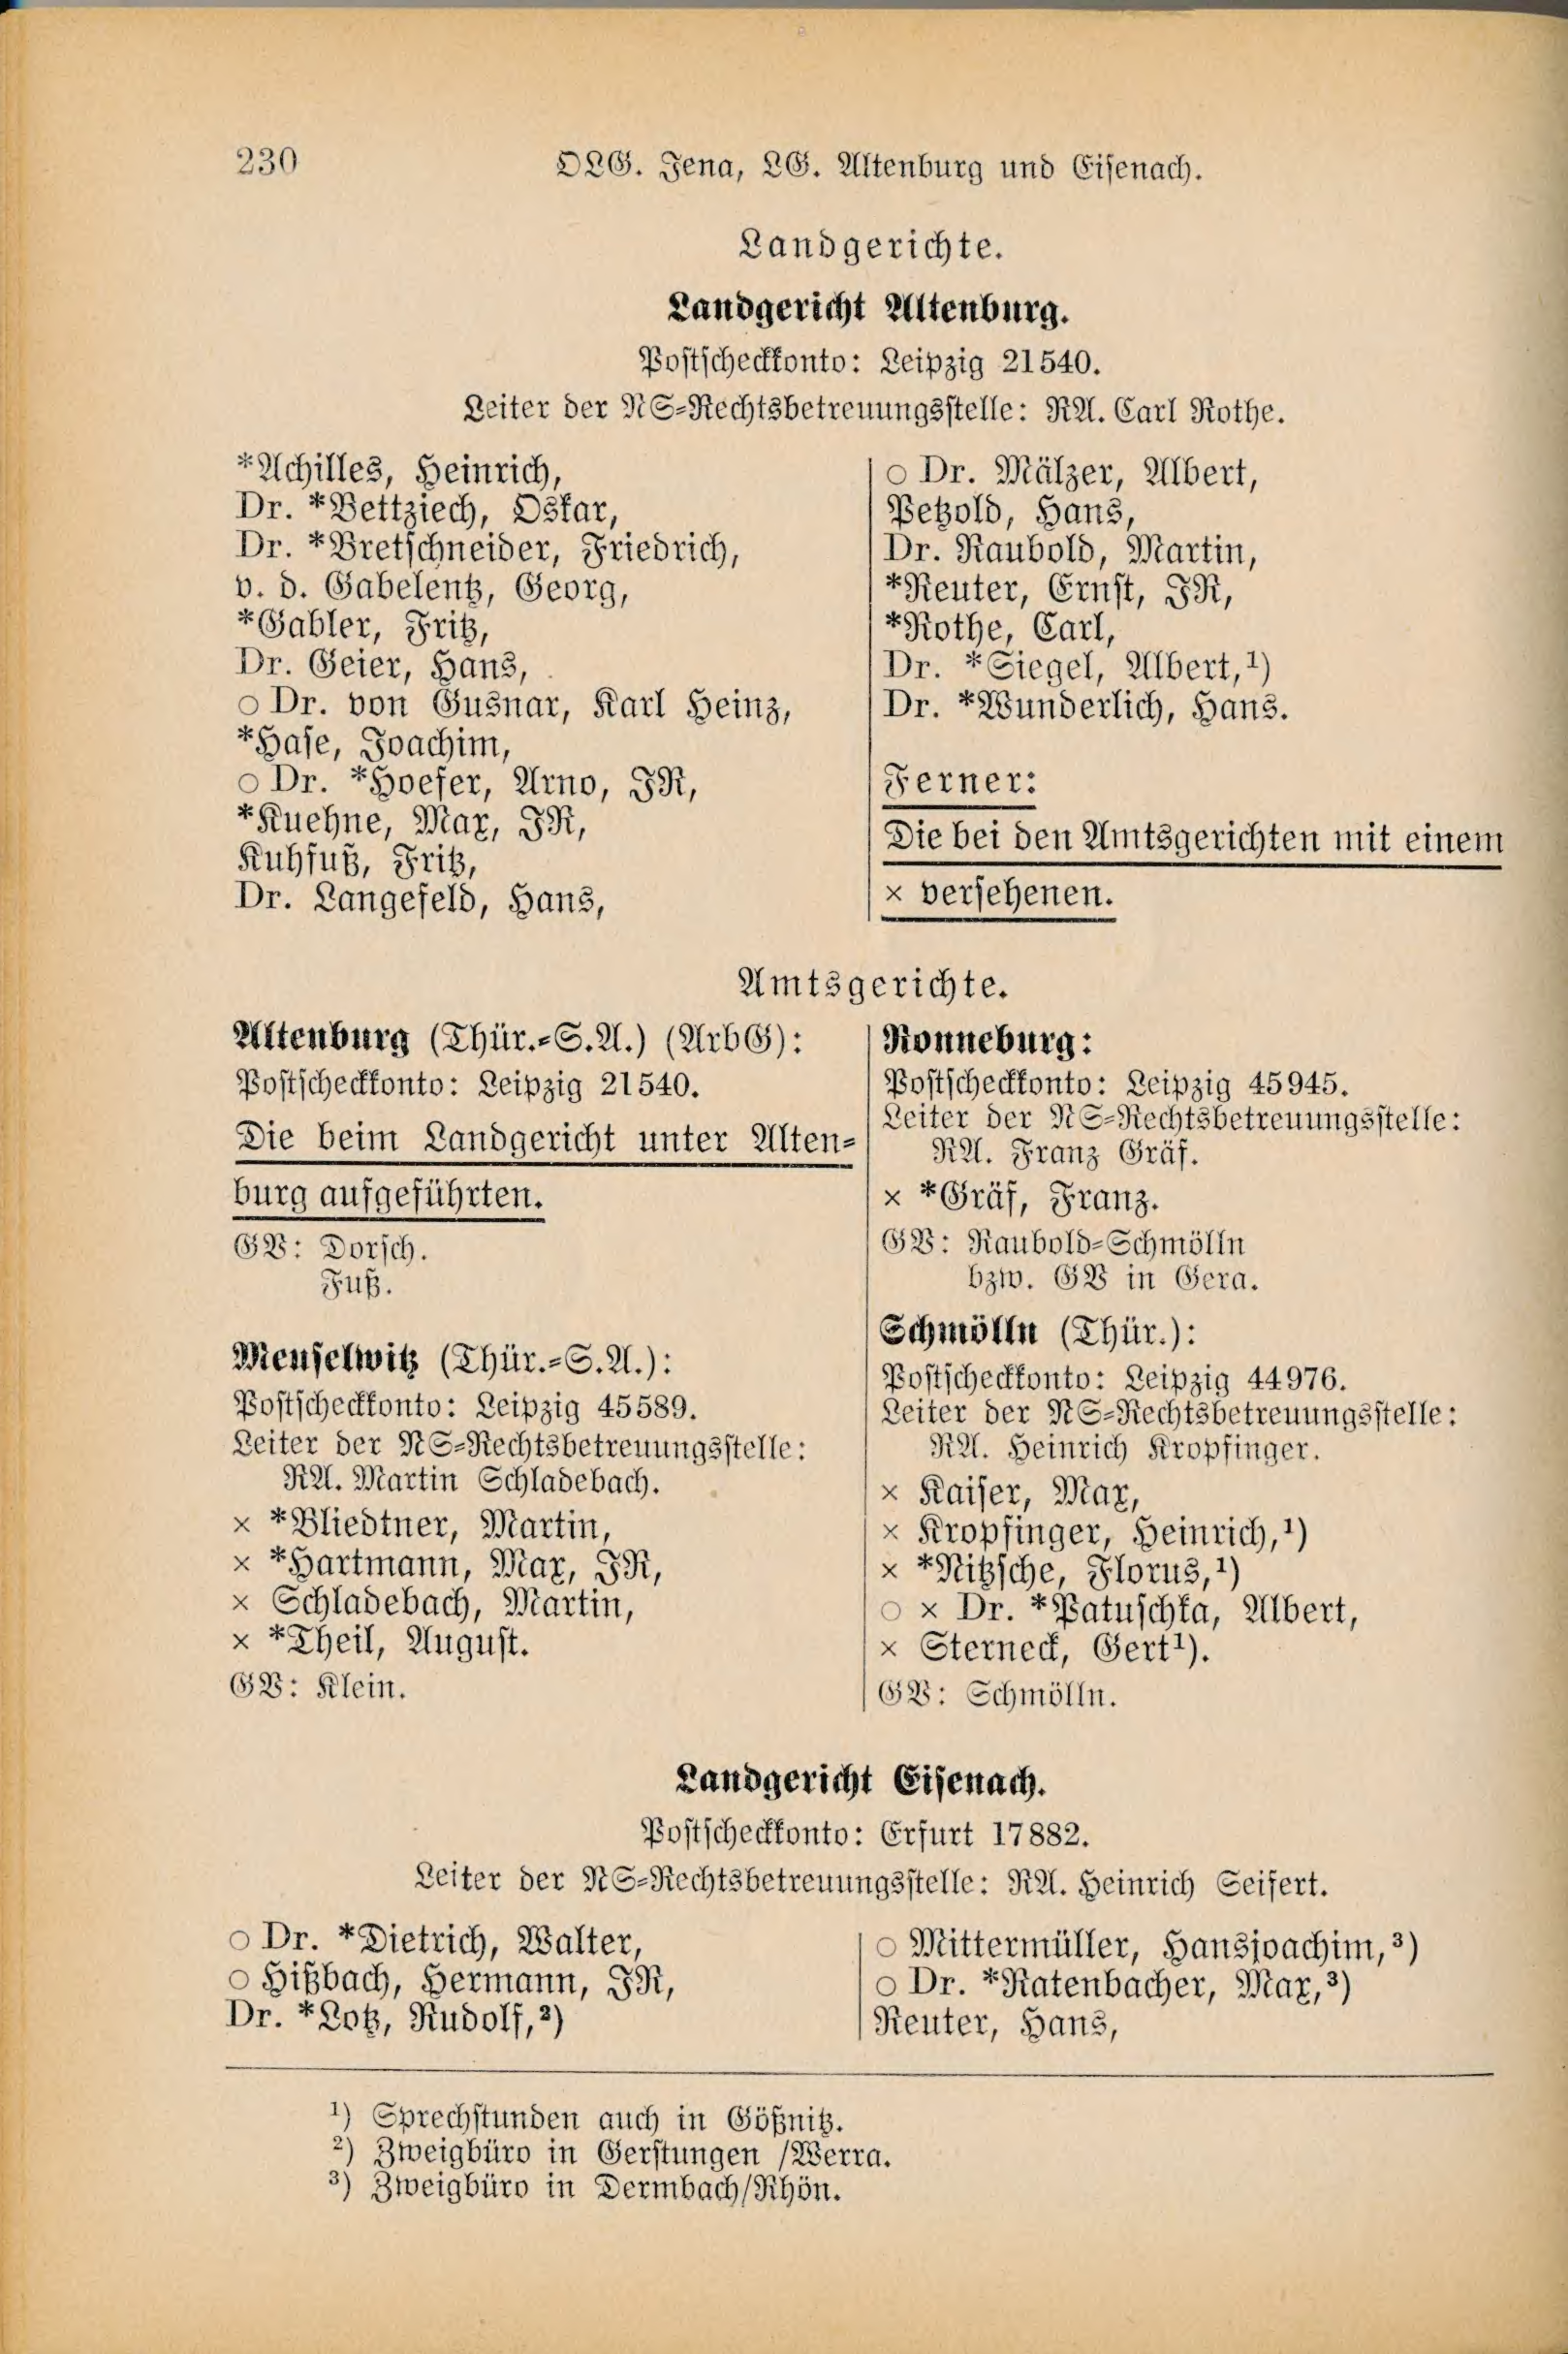 230
OLG. Jena, LG. Altenburg und Eisenach.
Landgerichte.
Landgericht Altenburg.
Postscheckkonto: Leipzig 21540.
Leiter der NS-Rechtsbetreuungsstelle: RA. Carl Rothe.
*Achilles, Heinrich,
Dr. *Bettziech, Oskar,
Dr. *Bretschneider, Friedrich,
v. d. Gabelentz, Georg,
*Gabler, Fritz,
Dr. Geier, Hans,
○ Dr. von Gusnar, Karl Heinz,
*Hase, Joachim,
○ Dr. *Hoefer, Arno, JR,
*Kuehne, Max, JR,
Kuhfuß, Fritz,
Dr. Langefeld, Hans,
○ Dr. Mälzer, Albert,
Petzold, Hans,
Dr. Raubold, Martin,
*Reuter, Ernst, JR,
*Rothe, Carl,
Dr. *Siegel, Albert,¹)
Dr. *Wunderlich, Hans.
Ferner:
Die bei den Amtsgerichten mit einem
× versehenen.
Amtsgerichte.
Altenburg (Thür.-S.A.) (ArbG):
Postscheckkonto: Leipzig 21540.
Die beim Landgericht unter Alten-
burg aufgeführten.
GV: Dorsch.
Fuß.
Meuselwitz (Thür.-S.A.):
Postscheckkonto: Leipzig 45589.
Leiter der NS-Rechtsbetreuungsstelle:
RA. Martin Schladebach.
× *Bliedtner, Martin,
× *Hartmann, Max, JR,
× Schladebach, Martin,
× *Theil, August.
GV: Klein.
Ronneburg:
Postscheckkonto: Leipzig 45945.
Leiter der NS-Rechtsbetreuungsstelle:
RA. Franz Gräf.
× *Gräf, Franz.
GV: Raubold-Schmölln
bzw. GV in Gera.
Schmölln (Thür.):
Postscheckkonto: Leipzig 44976.
Leiter der NS-Rechtsbetreuungsstelle:
RA. Heinrich Kropfinger.
× Kaiser, Max,
× Kropfinger, Heinrich,¹)
× *Nitzsche, Florus,¹)
○ × Dr. *Patuschka, Albert,
× Sterneck, Gert¹).
GV: Schmölln.
Landgericht Eisenach.
Postscheckkonto: Erfurt 17882.
Leiter der NS-Rechtsbetreuungsstelle: RA. Heinrich Seifert.
○ Dr. *Dietrich, Walter,
○ Hißbach, Hermann, JR,
Dr. *Lotz, Rudolf,²)
○ Mittermüller, Hansjoachim,³)
○ Dr. *Ratenbacher, Max,³)
Reuter, Hans,
¹) Sprechstunden auch in Gößnitz.
²) Zweigbüro in Gerstungen /Werra.
³) Zweigbüro in Dermbach/Rhön.